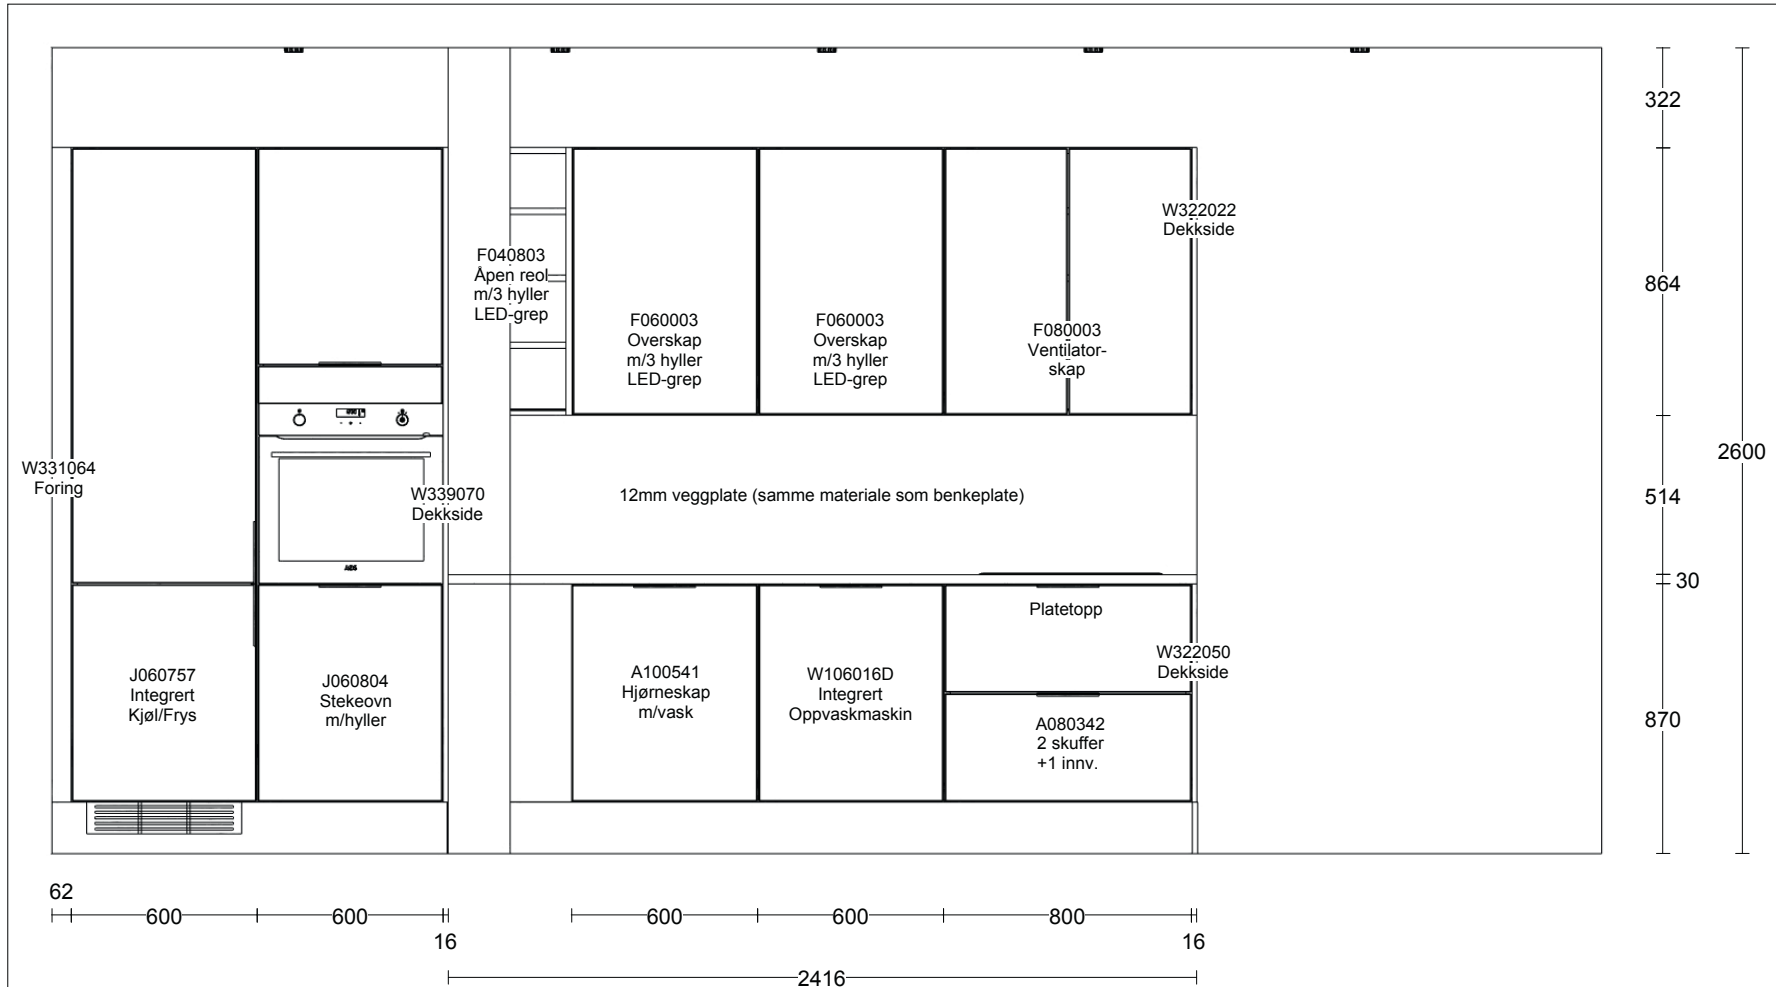 322
W322022
Dekkside
F040803
Åpen reol
m/3 hyller
LED-grep
864
F060003
Overskap
m/3 hyller
LED-grep
F060003
Overskap
m/3 hyller
LED-grep
F080003
Ventilator-
skap
2600
W331064
Foring
W339070
Dekkside
12mm veggplate (samme materiale som benkeplate)
514
AEG
30
Platetopp
W322050
Dekkside
J060757
Integrert
Kjøl/Frys
J060804
Stekeovn
m/hyller
A100541
Hjørneskap
m/vask
W106016D
Integrert
Oppvaskmaskin
A080342
2 skuffer
+1 innv.
870
62
600
600
16
600
600
800
16
2416